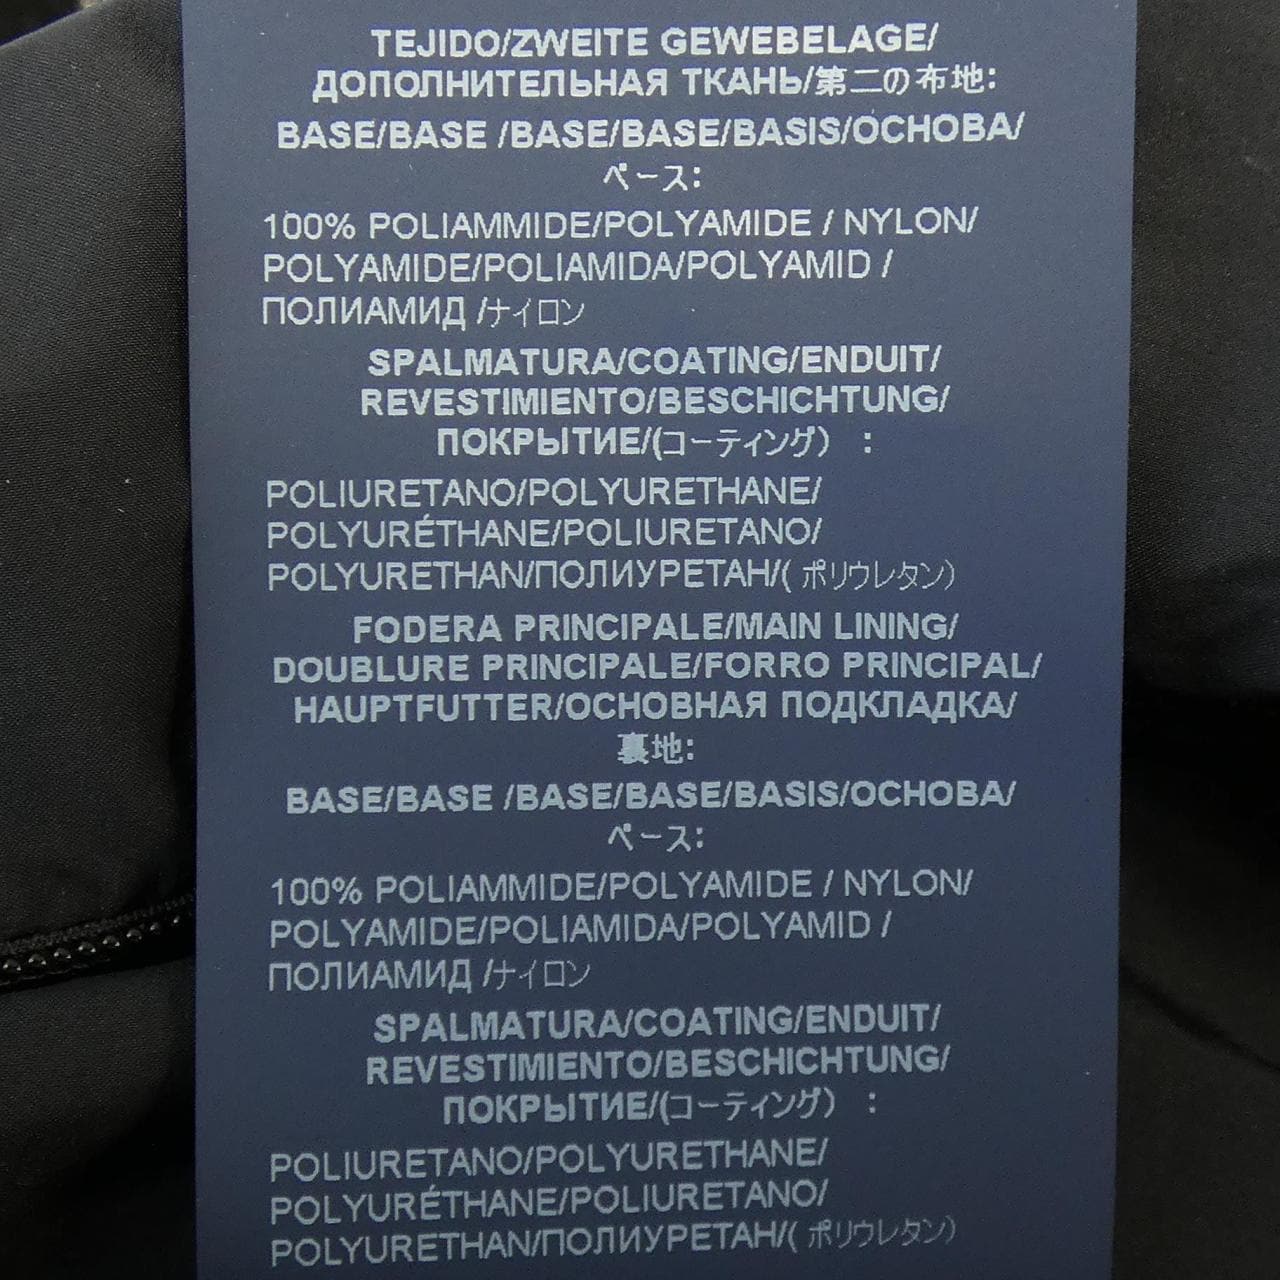 TEJIDO/ZWEITE GEWEBELAGE/
ДОПОЛНИТЕЛЬНАЯ ТКАНЬ/第二の布地:
BASE/BASE /BASE/BASE/BASIS/ОСНОВА/
ベース:
100% POLIAMMIDE/POLYAMIDE / NYLON/
POLYAMIDE/POLIAMIDA/POLYAMID /
ПОЛИАМИД /ナイロン
SPALMATURA/COATING/ENDUIT/
REVESTIMIENTO/BESCHICHTUNG/
ПОКРЫТИЕ/(コーティング） :
POLIURETANO/POLYURETHANE/
POLYURÉTHANE/POLIURETANO/
POLYURETHAN/ПОЛИУРЕТАН/( ポリウレタン）
FODERA PRINCIPALE/MAIN LINING/
DOUBLURE PRINCIPALE/FORRO PRINCIPAL/
HAUPTFUTTER/ОСНОВНАЯ ПОДКЛАДКА/
裏地:
BASE/BASE /BASE/BASE/BASIS/ОСНОВА/
ベース:
100% POLIAMMIDE/POLYAMIDE / NYLON/
POLYAMIDE/POLIAMIDA/POLYAMID /
ПОЛИАМИД /ナイロン
SPALMATURA/COATING/ENDUIT/
REVESTIMIENTO/BESCHICHTUNG/
ПОКРЫТИЕ/(コーティング） :
POLIURETANO/POLYURETHANE/
POLYURÉTHANE/POLIURETANO/
POLYURETHAN/ПОЛИУРЕТАН/( ポリウレタン）